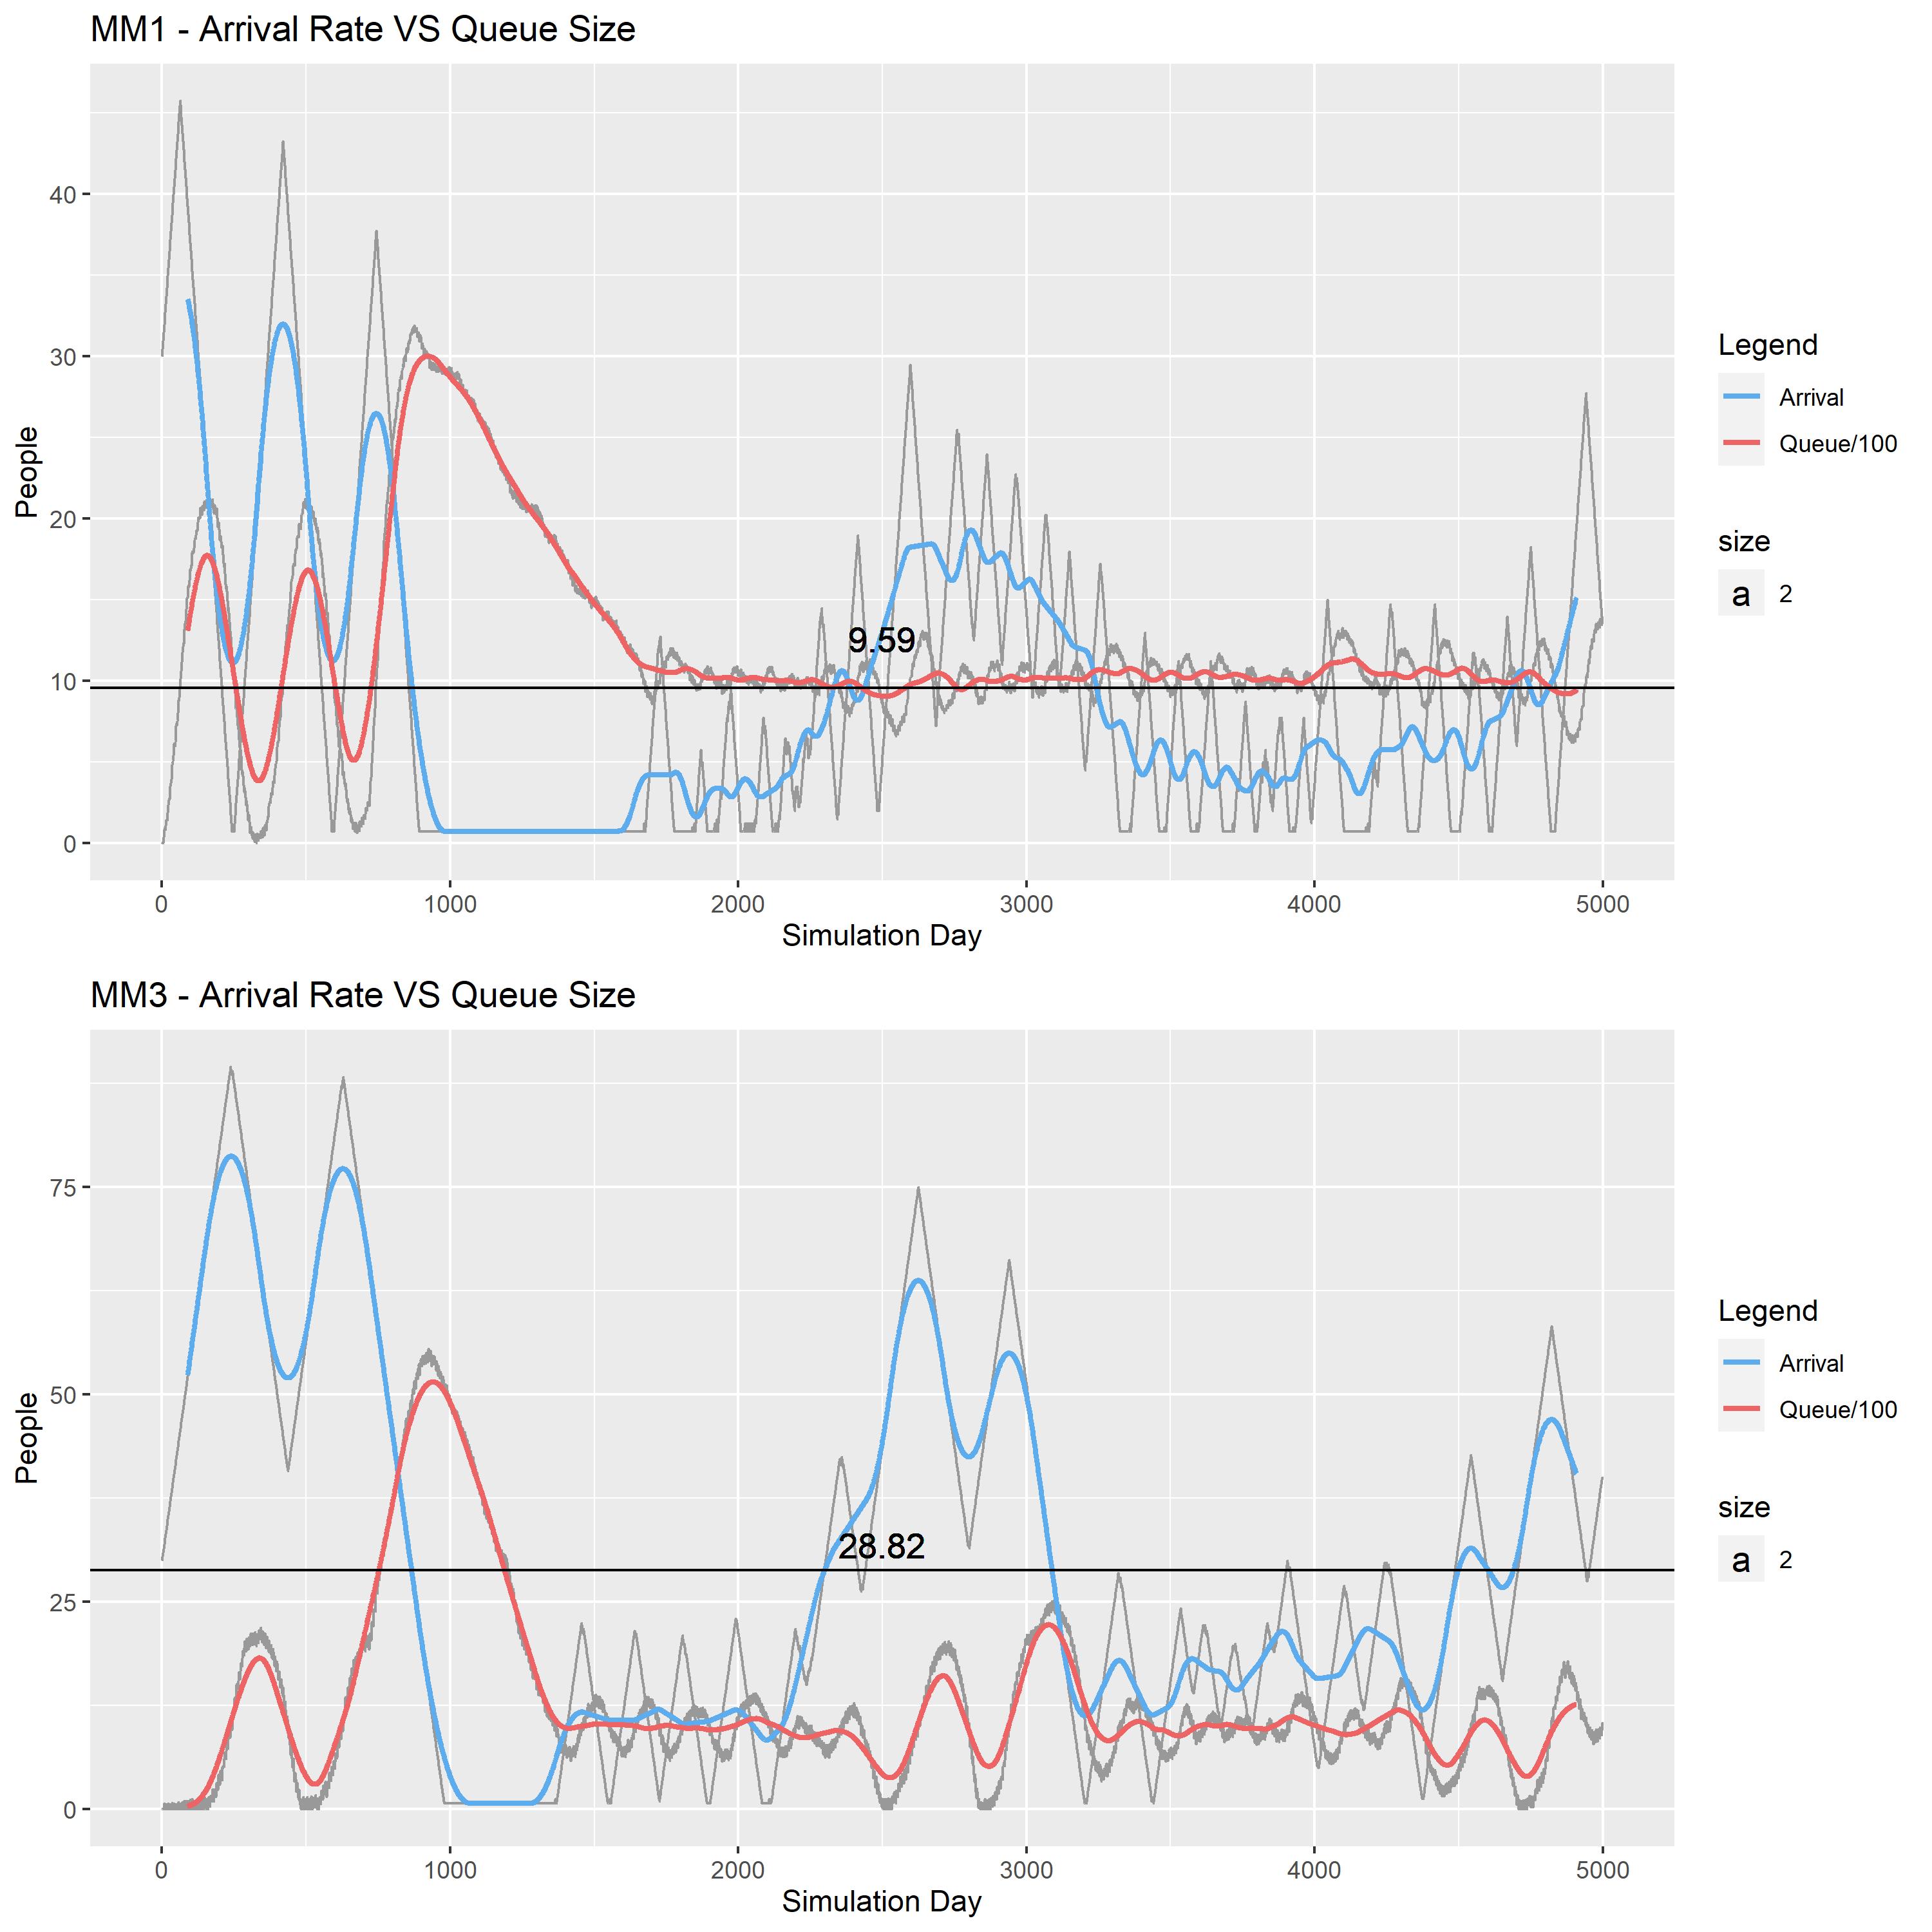 MM1 - Arrival Rate VS Queue Size
People
40
30
20
10
0
9.59
0 1000 2000 3000 4000 5000
Simulation Day
Legend
Arrival
Queue/100
size
a 2
MM3 - Arrival Rate VS Queue Size
People
75
50
25
0
28.82
0 1000 2000 3000 4000 5000
Simulation Day
Legend
Arrival
Queue/100
size
a 2